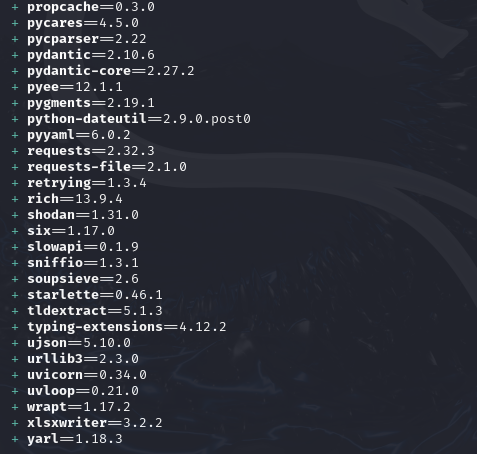 + propcache==0.3.0
+ pycares==4.5.0
+ pycparser==2.22
+ pydantic==2.10.6
+ pydantic-core==2.27.2
+ pyee==12.1.1
+ pygments==2.19.1
+ python-dateutil==2.9.0.post0
+ pyyaml==6.0.2
+ requests==2.32.3
+ requests-file==2.1.0
+ retrying==1.3.4
+ rich==13.9.4
+ shodan==1.31.0
+ six==1.17.0
+ slowapi==0.1.9
+ sniffio==1.3.1
+ soupsieve==2.6
+ starlette==0.46.1
+ tldextract==5.1.3
+ typing-extensions==4.12.2
+ ujson==5.10.0
+ urllib3==2.3.0
+ uvicorn==0.34.0
+ uvloop==0.21.0
+ wrapt==1.17.2
+ xlsxwriter==3.2.2
+ yarl==1.18.3